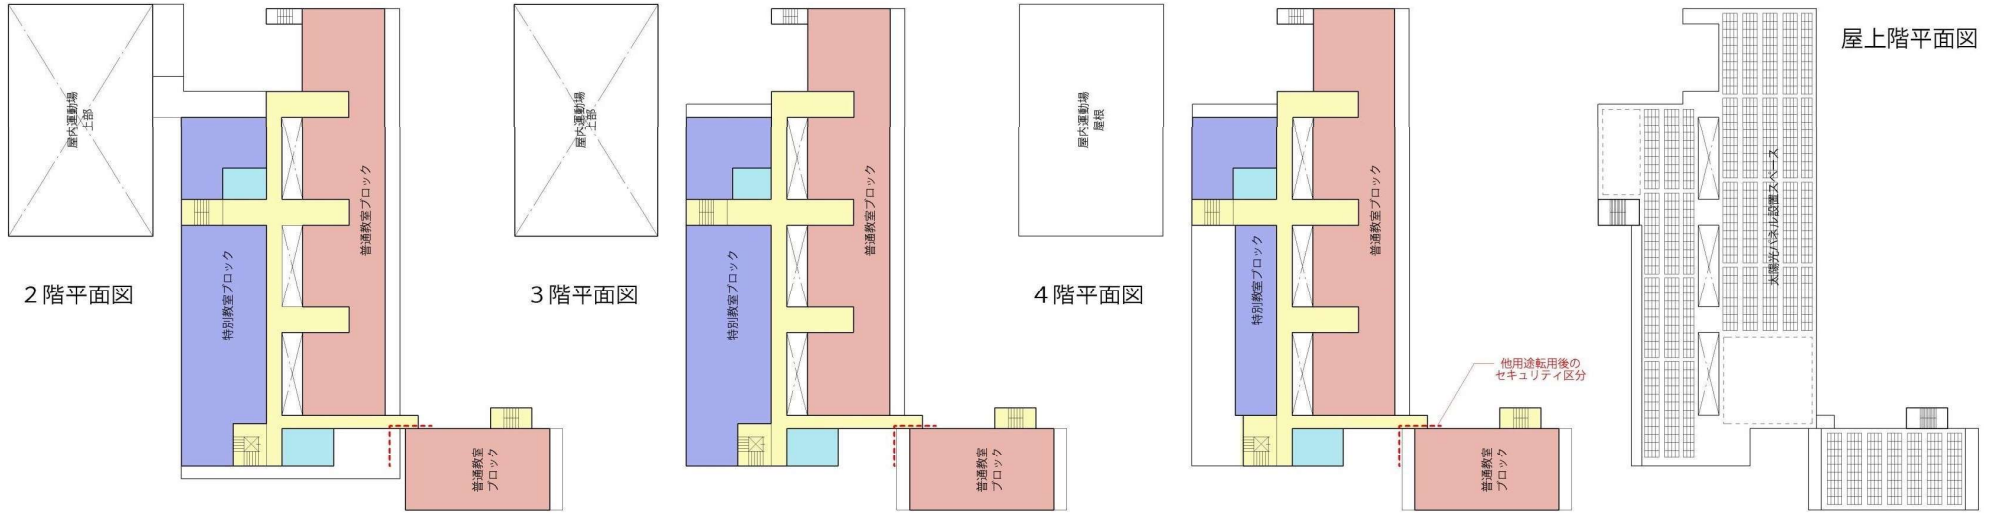 屋内運動場
上部
2階平面図
特別教室ブロック
普通教室ブロック
普通教室
ブロック
屋内運動場
上部
3階平面図
特別教室ブロック
普通教室ブロック
普通教室
ブロック
屋内運動場
屋根
4階平面図
特別教室ブロック
普通教室ブロック
他用途転用後の
セキュリティ区分
普通教室
ブロック
屋上階平面図
太陽光パネル設置スペース